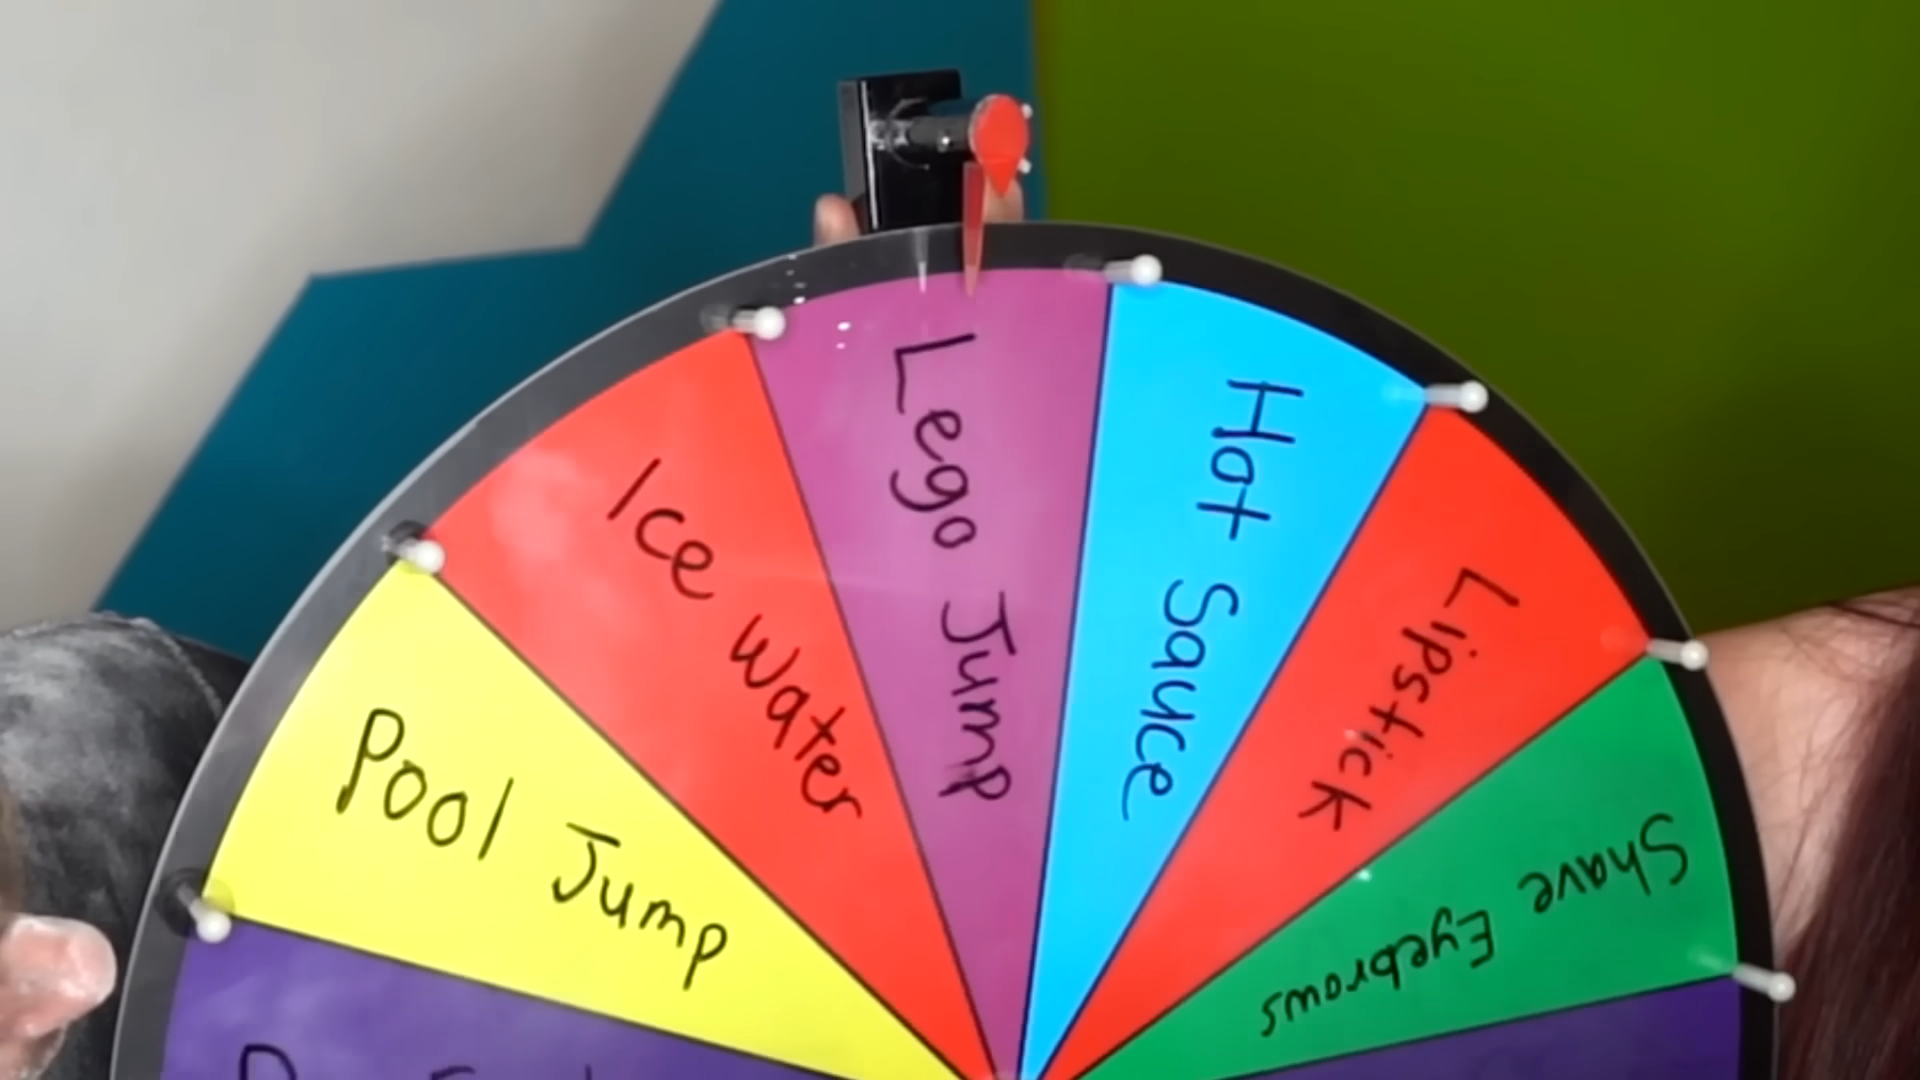 Pool Jump
Ice Water
Lego Jump
Hot Sauce
Lipstick
Shave Eyebrows